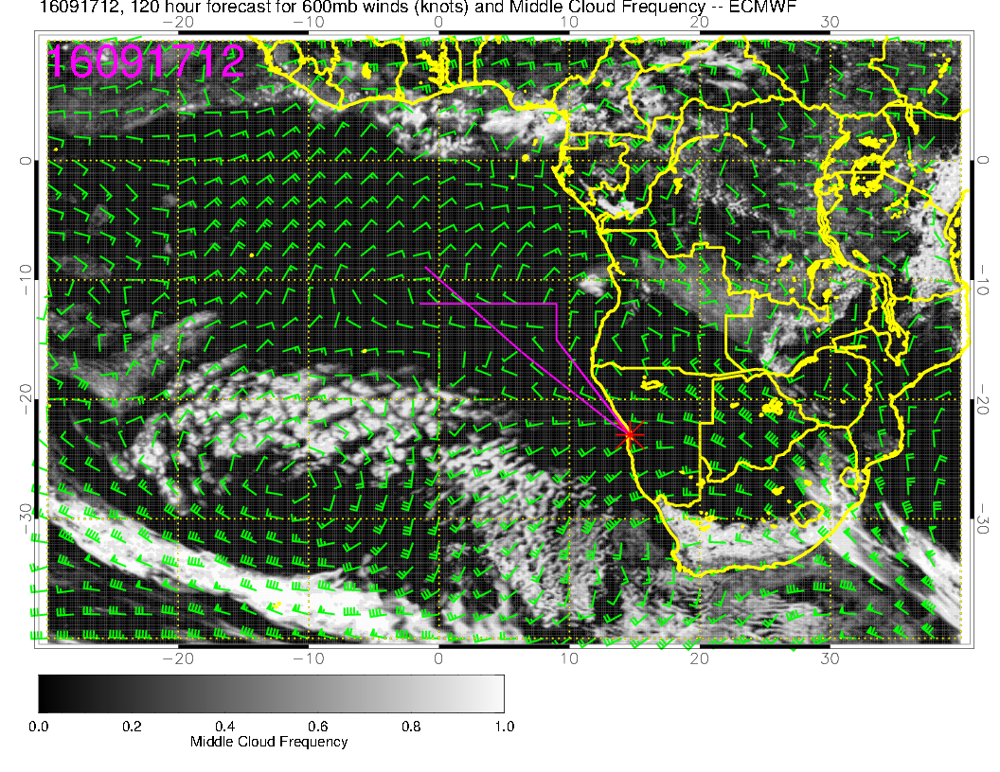 16091712, 120 hour forecast for 600mb winds (knots) and Middle Cloud Frequency -- ECMWF
−20 −10 0 10 20 30
16091712
0 0
−10 −10
−20 −20
−30 −30
−20 −10 0 10 20 30
0.0 0.2 0.4 0.6 0.8 1.0
Middle Cloud Frequency